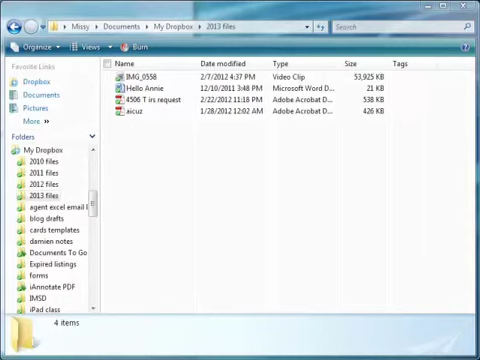 Missy ▸ Documents ▸ My Dropbox ▸ 2013 files
Search
Organize
Views
Burn
Favorite Links
Dropbox
Documents
Pictures
More »
Folders
My Dropbox
2010 files
2011 files
2012 files
2013 files
agent excel email l
blog drafts
cards templates
damien notes
Documents To Go
Expired listings
forms
iAnnotate PDF
IMSD
iPad class
Name Date modified Type Size Tags
IMG_0558 2/7/2012 4:37 PM Video Clip 53,925 KB
Hello Annie 12/10/2011 3:48 PM Microsoft Word D... 21 KB
4506 T irs request 2/22/2012 11:18 PM Adobe Acrobat D... 538 KB
aicuz 1/28/2012 12:02 AM Adobe Acrobat D... 426 KB
4 items